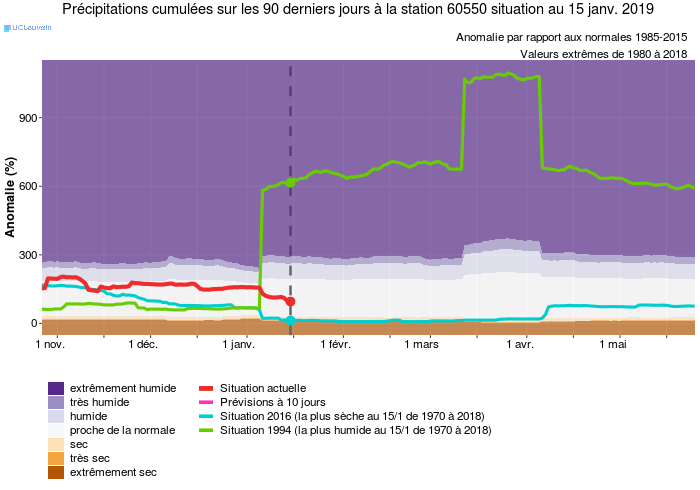 Précipitations cumulées sur les 90 derniers jours à la station 60550 situation au 15 janv. 2019
UCLouvain
Anomalie par rapport aux normales 1985-2015
Valeurs extrêmes de 1980 à 2018
Anomalie (%)
900
600
300
0
1 nov. 1 déc. 1 janv. 1 févr. 1 mars 1 avr. 1 mai
extrêmement humide
très humide
humide
proche de la normale
sec
très sec
extrêmement sec
Situation actuelle
Prévisions à 10 jours
Situation 2016 (la plus sèche au 15/1 de 1970 à 2018)
Situation 1994 (la plus humide au 15/1 de 1970 à 2018)